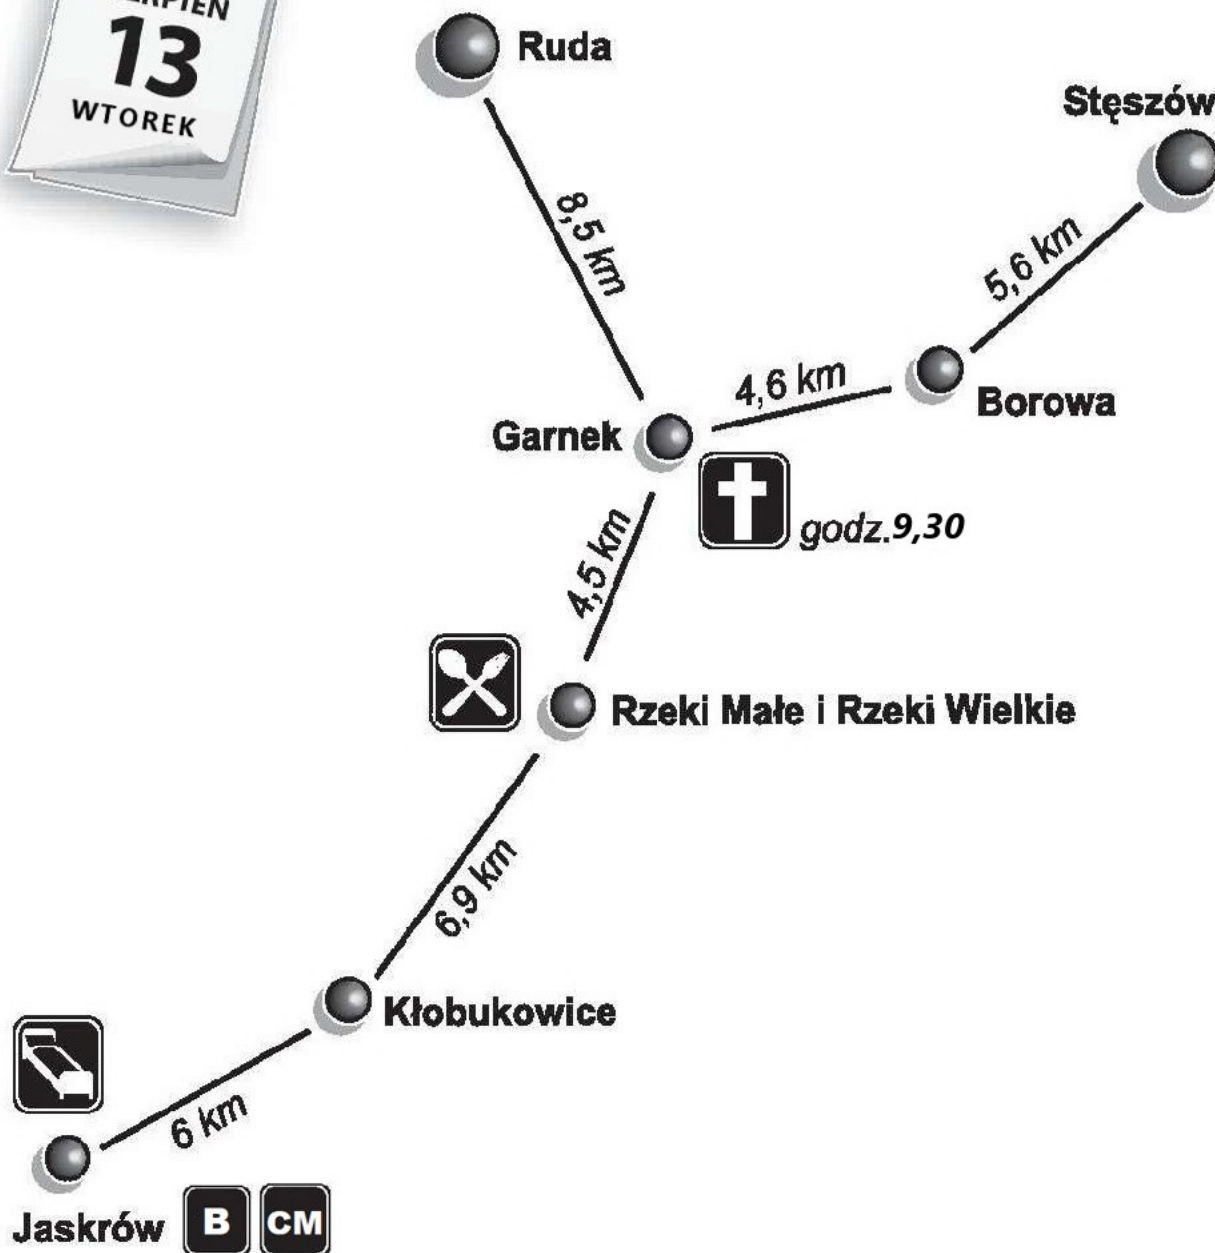 13
WTOREK
Ruda
Stęszów
8,5 km
5,6 km
4,6 km
Borowa
Garnek
godz.9,30
4,5 km
Rzeki Małe i Rzeki Wielkie
6,9 km
Kłobukowice
6 km
Jaskrów B CM